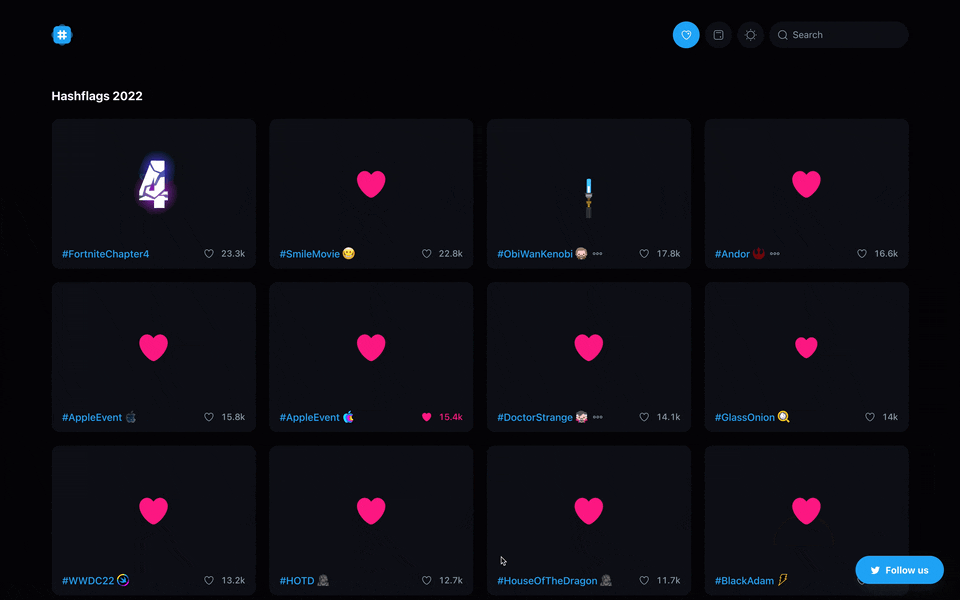 Search
Hashflags 2022
#FortniteChapter4 23.3k
#SmileMovie 22.8k
#ObiWanKenobi 17.8k
#Andor 16.6k
#AppleEvent 15.8k
#AppleEvent 15.4k
#DoctorStrange 14.1k
#GlassOnion 14k
#WWDC22 13.2k
#HOTD 12.7k
#HouseOfTheDragon 11.7k
#BlackAdam
Follow us